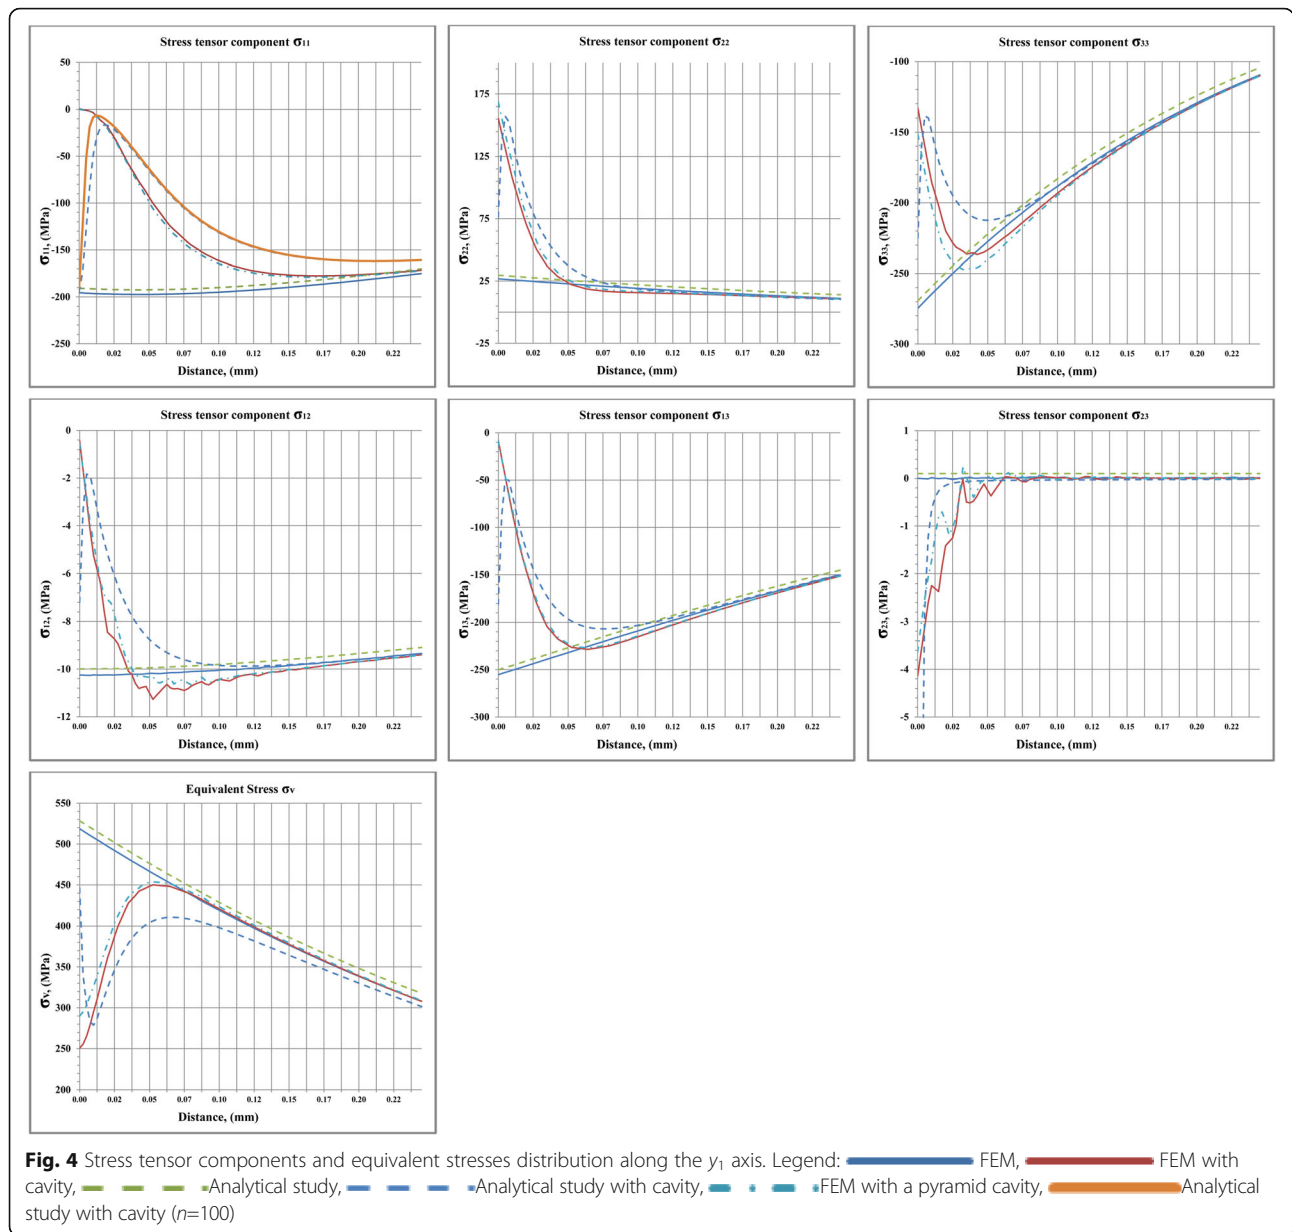 Stress tensor component σ11
50
0
-50
-100
-150
-200
-250
σ11, (MPa)
0.00 0.02 0.05 0.07 0.10 0.12 0.15 0.17 0.20 0.22
Distance, (mm)
Stress tensor component σ22
175
125
75
25
-25
σ22, (MPa)
0.00 0.02 0.05 0.07 0.10 0.12 0.15 0.17 0.20 0.22
Distance, (mm)
Stress tensor component σ33
-100
-150
-200
-250
-300
σ33, (MPa)
0.00 0.02 0.05 0.07 0.10 0.12 0.15 0.17 0.20 0.22
Distance, (mm)
Stress tensor component σ12
0
-2
-4
-6
-8
-10
-12
σ12, (MPa)
0.00 0.02 0.05 0.07 0.10 0.12 0.15 0.17 0.20 0.22
Distance, (mm)
Stress tensor component σ13
0
-50
-100
-150
-200
-250
-300
σ13, (MPa)
0.00 0.02 0.05 0.07 0.10 0.12 0.15 0.17 0.20 0.22
Distance, (mm)
Stress tensor component σ23
1
0
-1
-2
-3
-4
-5
σ23, (MPa)
0.00 0.02 0.05 0.07 0.10 0.12 0.15 0.17 0.20 0.22
Distance, (mm)
Equivalent Stress σv
550
500
450
400
350
300
250
200
σv, (MPa)
0.00 0.02 0.05 0.07 0.10 0.12 0.15 0.17 0.20 0.22
Distance, (mm)
Fig. 4 Stress tensor components and equivalent stresses distribution along the y1 axis. Legend: FEM, FEM with
cavity, Analytical study, Analytical study with cavity, FEM with a pyramid cavity, Analytical
study with cavity (n=100)